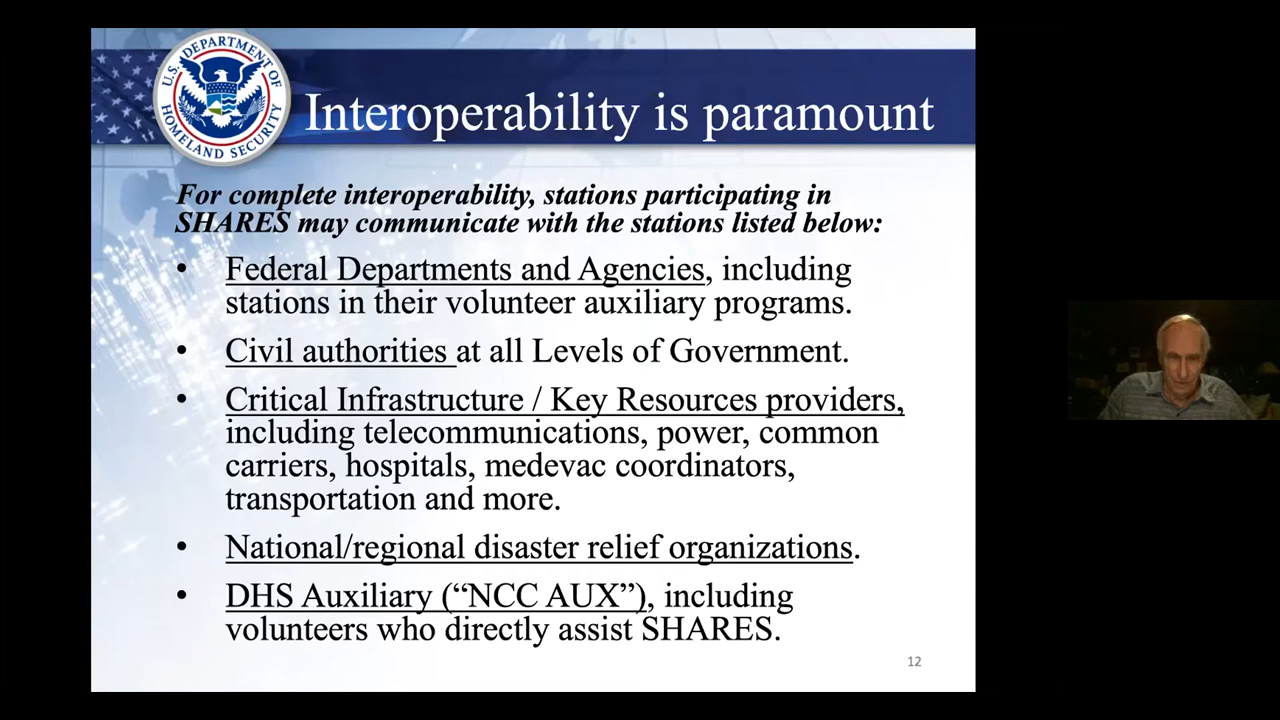 U.S. DEPARTMENT OF
HOMELAND SECURITY
Interoperability is paramount
For complete interoperability, stations participating in
SHARES may communicate with the stations listed below:
• Federal Departments and Agencies, including
stations in their volunteer auxiliary programs.
• Civil authorities at all Levels of Government.
• Critical Infrastructure / Key Resources providers,
including telecommunications, power, common
carriers, hospitals, medevac coordinators,
transportation and more.
• National/regional disaster relief organizations.
• DHS Auxiliary (“NCC AUX”), including
volunteers who directly assist SHARES.
12